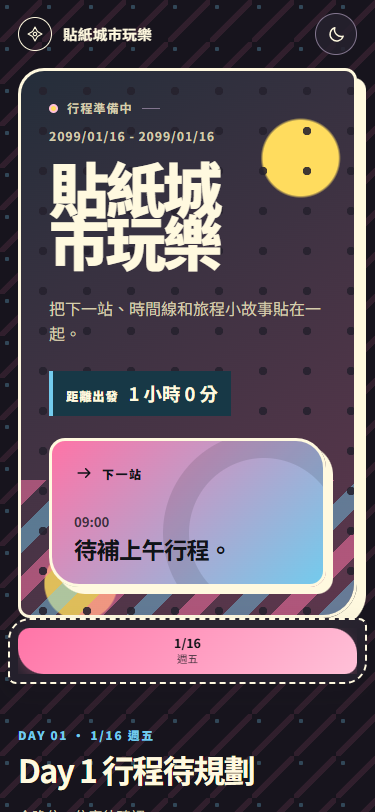 貼紙城市玩樂
行程準備中
2099/01/16 - 2099/01/16
貼紙城
市玩樂
把下一站、時間線和旅程小故事貼在一
起。
距離出發 1 小時 0 分
下一站
09:00
待補上午行程。
1/16
週五
DAY 01 · 1/16 週五
Day 1 行程待規劃